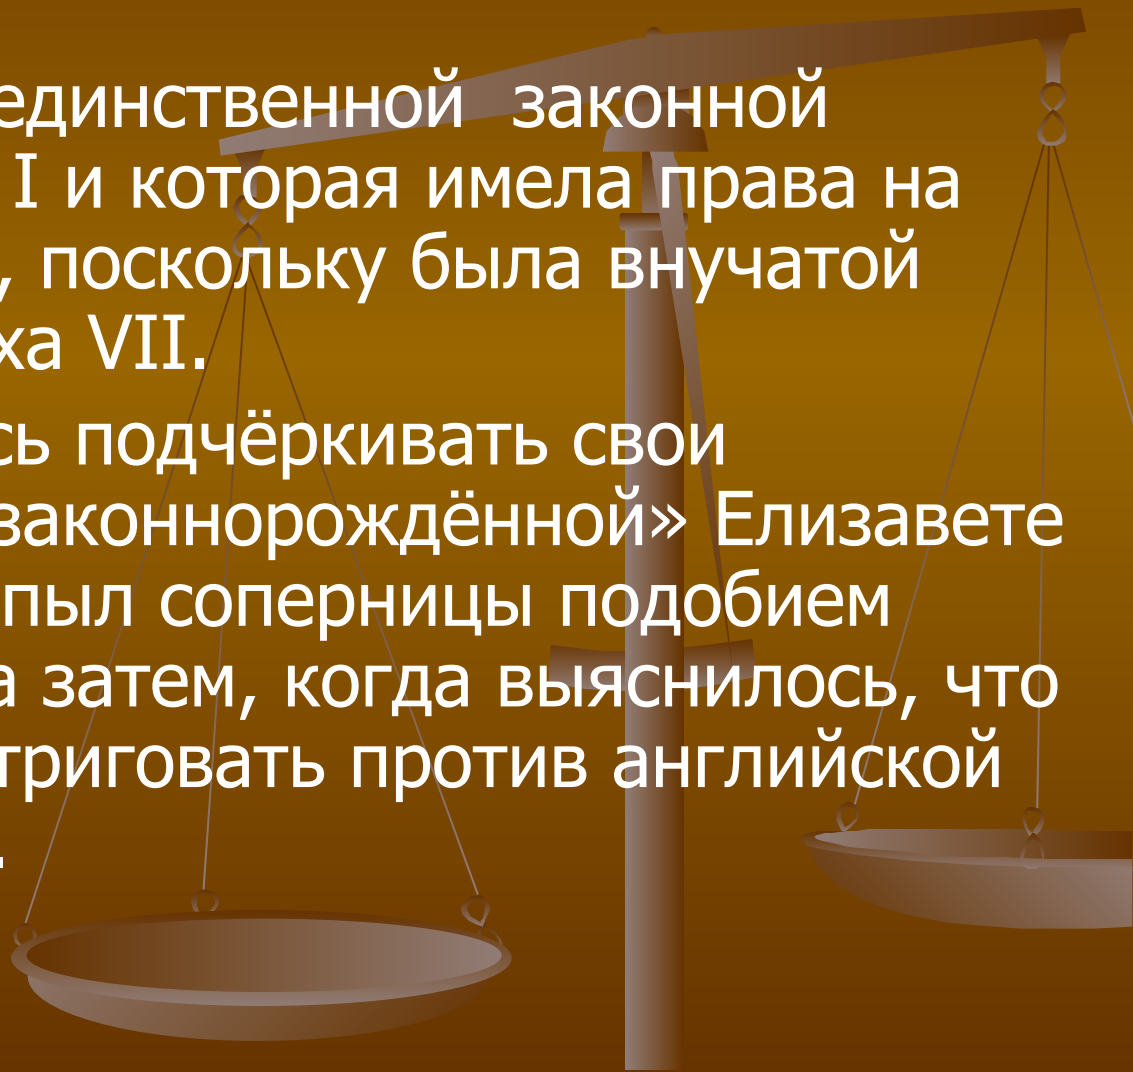 единственной законной
I и которая имела права на
, поскольку была внучатой
ха VII.
сь подчёркивать свои
законнорождённой» Елизавете
пыл соперницы подобием
а затем, когда выяснилось, что
триговать против английской
.